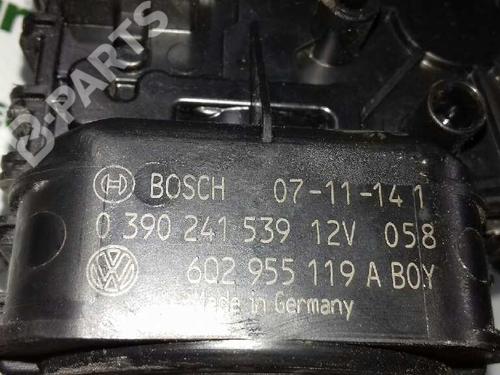 B-PARTS
BOSCH 07-11-14 1
0 390 241 539 12V 058
6Q2 955 119 A BOY
Made in Germany